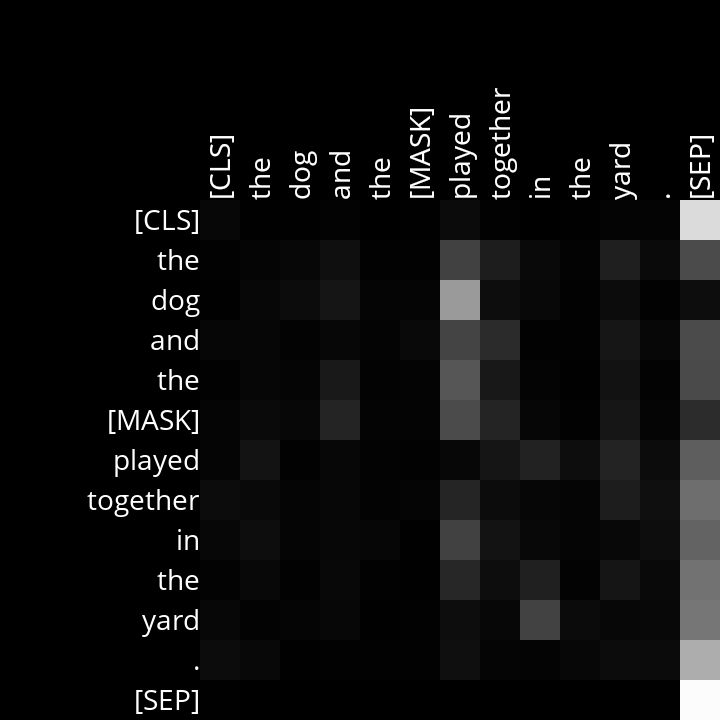 [CLS] the dog and the [MASK] played together in the yard . [SEP]
[CLS]
the
dog
and
the
[MASK]
played
together
in
the
yard
.
[SEP]